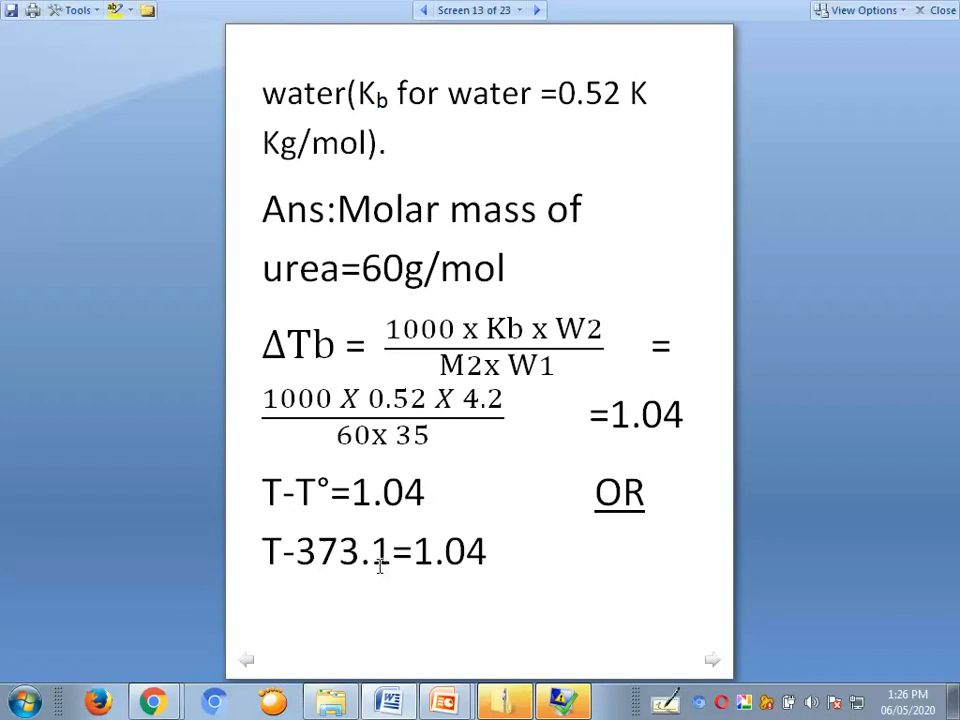 Tools
Screen 13 of 23
View Options
Close
water(Kb for water =0.52 K
Kg/mol).
Ans:Molar mass of
urea=60g/mol
ΔTb = 1000 x Kb x W2 / M2x W1 =
1000 X 0.52 X 4.2 / 60x 35 =1.04
T-T°=1.04 OR
T-373.1=1.04
1:26 PM
06/05/2020